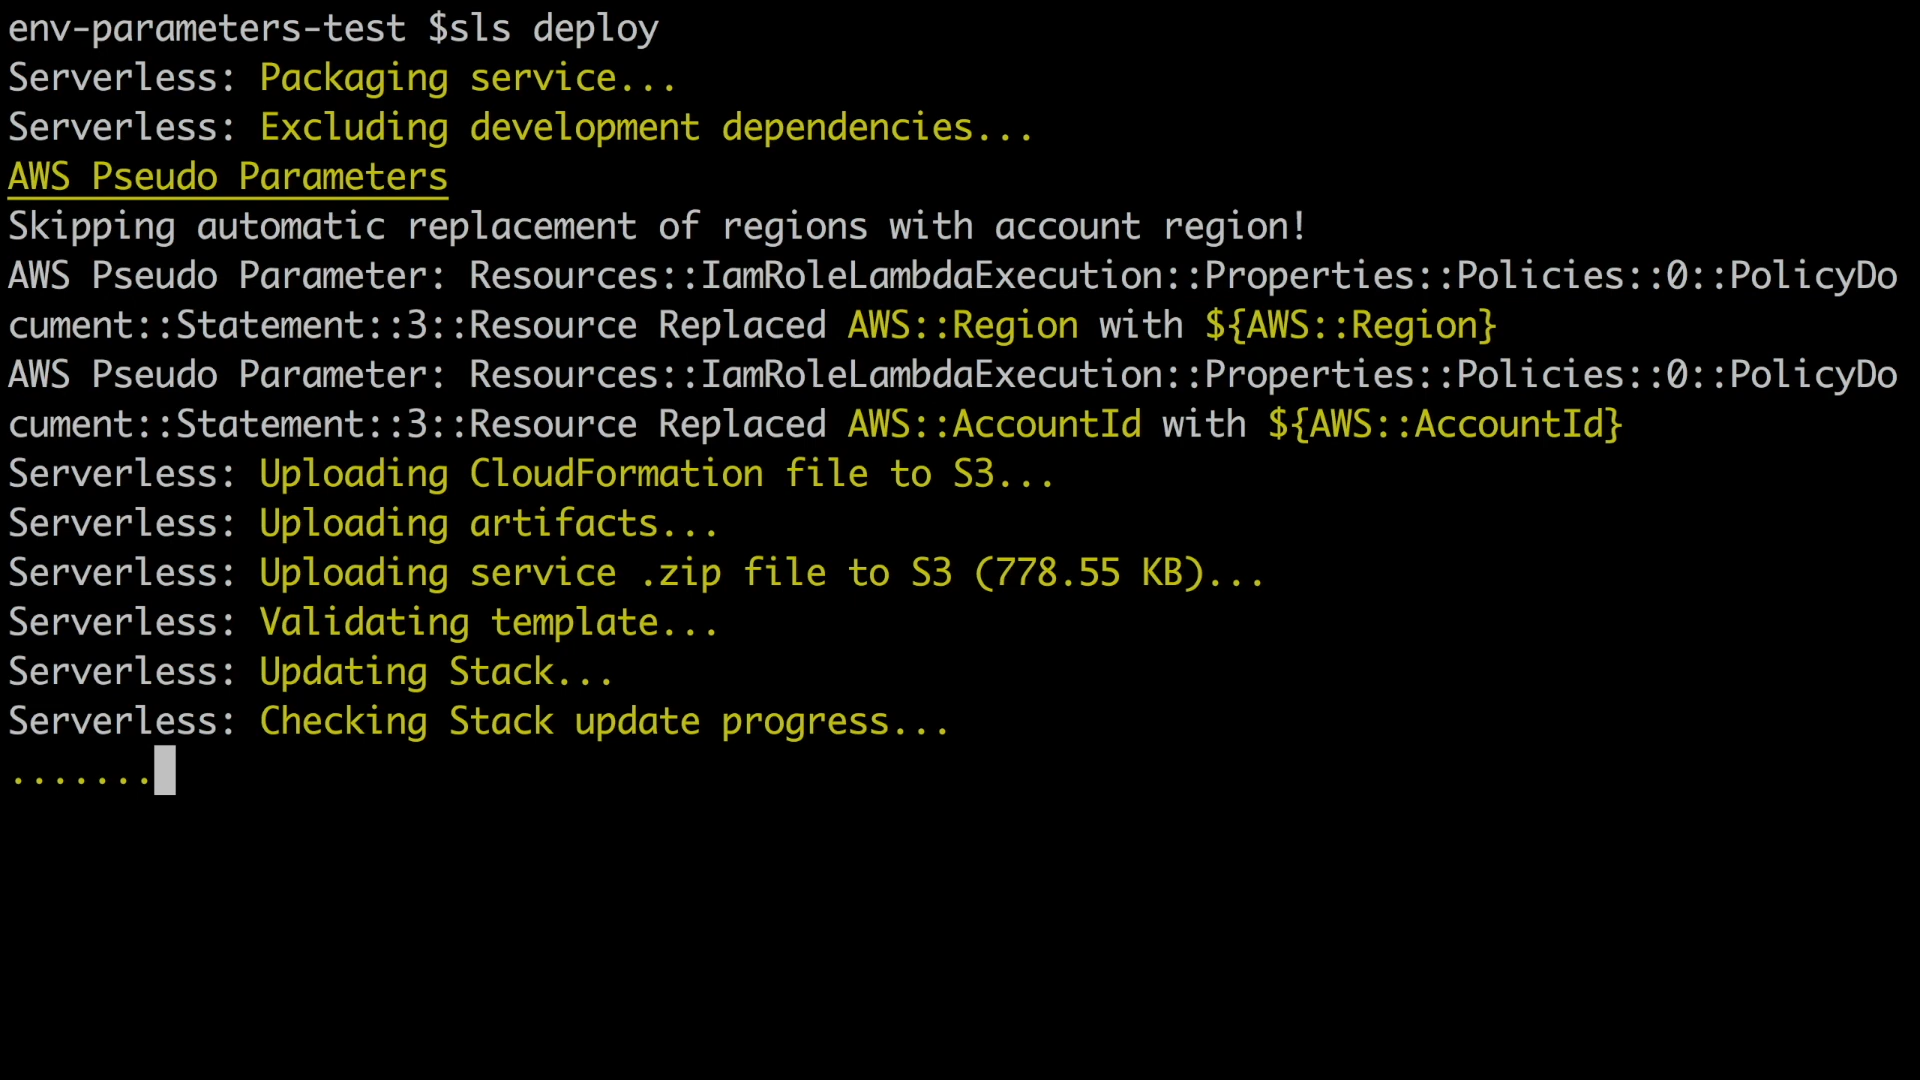 env-parameters-test $sls deploy
Serverless: Packaging service...
Serverless: Excluding development dependencies...
AWS Pseudo Parameters
Skipping automatic replacement of regions with account region!
AWS Pseudo Parameter: Resources::IamRoleLambdaExecution::Properties::Policies::0::PolicyDo
cument::Statement::3::Resource Replaced AWS::Region with ${AWS::Region}
AWS Pseudo Parameter: Resources::IamRoleLambdaExecution::Properties::Policies::0::PolicyDo
cument::Statement::3::Resource Replaced AWS::AccountId with ${AWS::AccountId}
Serverless: Uploading CloudFormation file to S3...
Serverless: Uploading artifacts...
Serverless: Uploading service .zip file to S3 (778.55 KB)...
Serverless: Validating template...
Serverless: Updating Stack...
Serverless: Checking Stack update progress...
.......